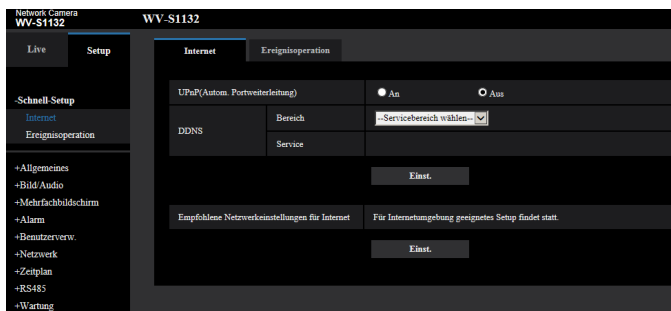 Network Camera
WV-S1132
WV-S1132
Live
Setup
Internet
Ereignisoperation
-Schnell-Setup
Internet
Ereignisoperation
+Allgemeines
+Bild/Audio
+Mehrfachbildschirm
+Alarm
+Benutzerverw.
+Netzwerk
+Zeitplan
+RS485
+Wartung
UPnP(Autom. Portweiterleitung)
An
Aus
DDNS
Bereich
--Servicebereich wählen--
Service
Einst.
Empfohlene Netzwerkeinstellungen für Internet
Für Internetumgebung geeignetes Setup findet statt.
Einst.